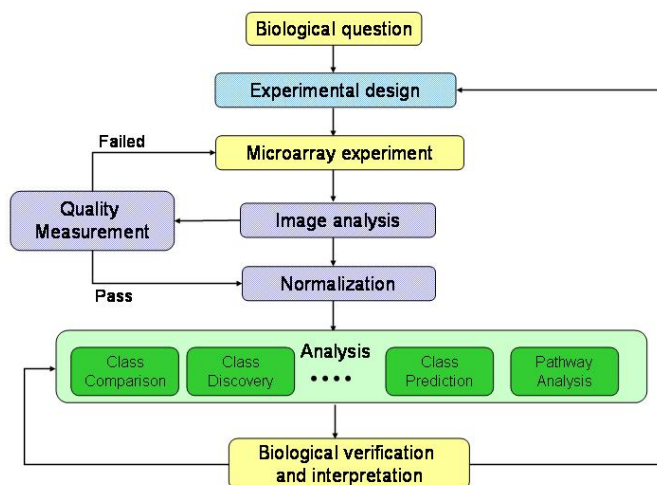 Biological question
Experimental design
Failed
Microarray experiment
Quality
Measurement
Image analysis
Pass
Normalization
Analysis
Class
Comparison
Class
Discovery
••••
Class
Prediction
Pathway
Analysis
Biological verification
and interpretation